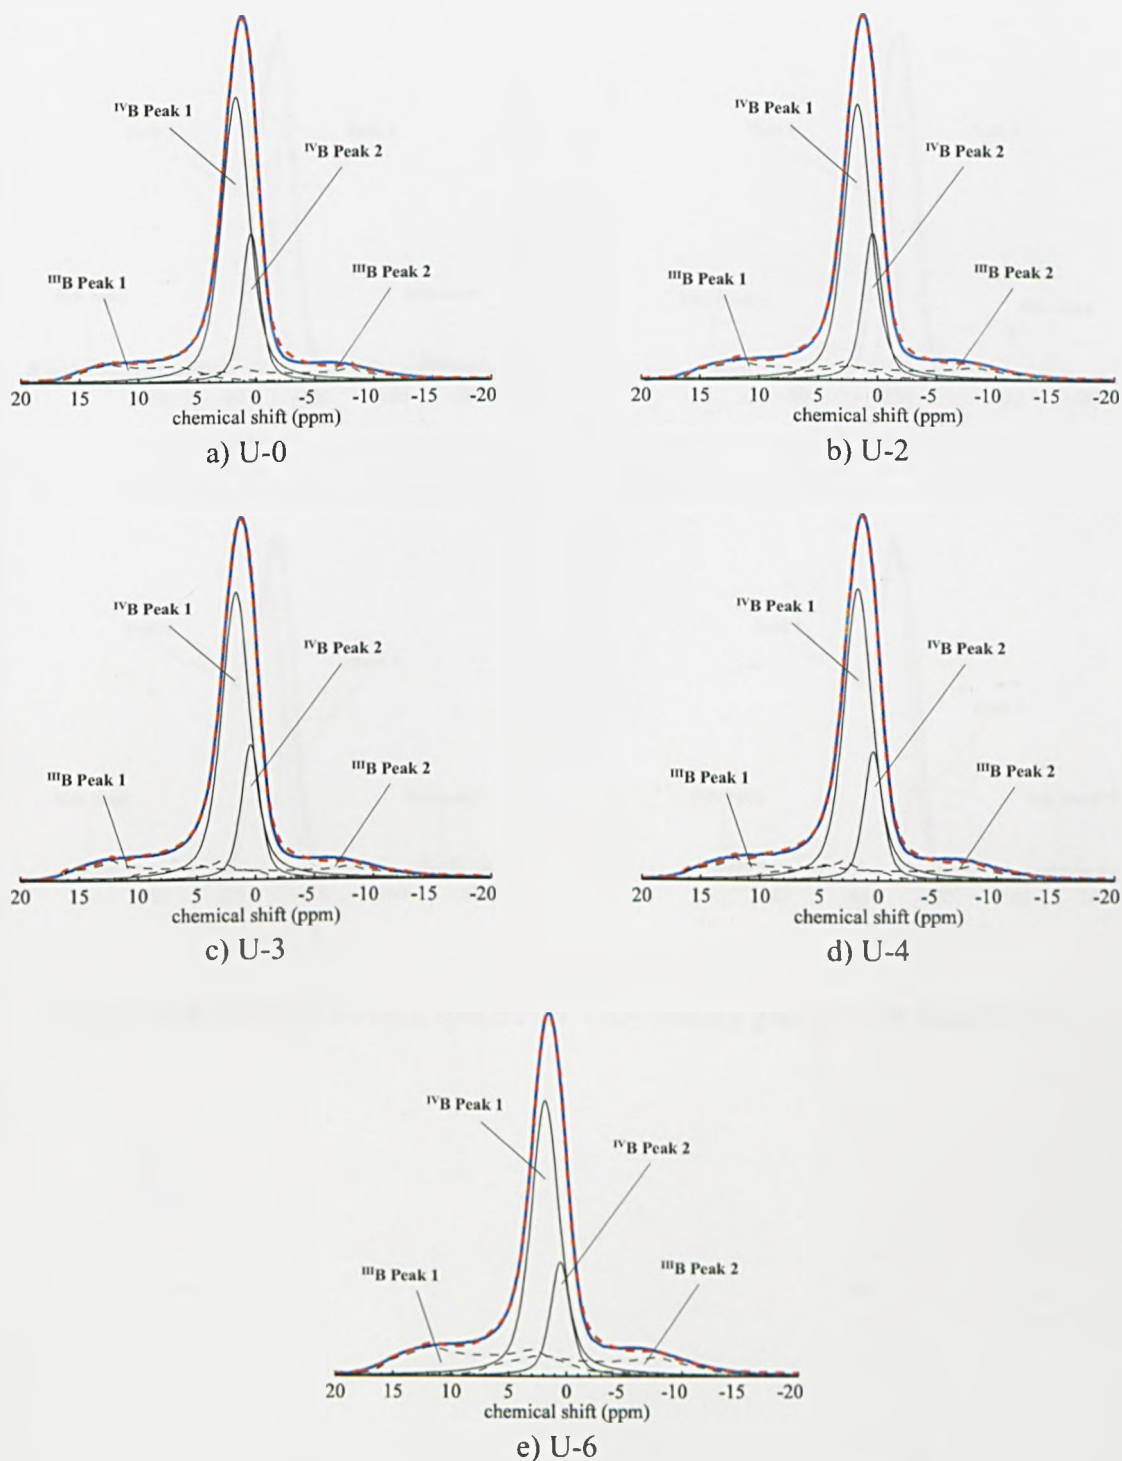 IVB Peak 1
IVB Peak 2
IIIB Peak 1
IIIB Peak 2
20 15 10 5 0 -5 -10 -15 -20
chemical shift (ppm)
a) U-0
IVB Peak 1
IVB Peak 2
IIIB Peak 1
IIIB Peak 2
20 15 10 5 0 -5 -10 -15 -20
chemical shift (ppm)
b) U-2
IVB Peak 1
IVB Peak 2
IIIB Peak 1
IIIB Peak 2
20 15 10 5 0 -5 -10 -15 -20
chemical shift (ppm)
c) U-3
IVB Peak 1
IVB Peak 2
IIIB Peak 1
IIIB Peak 2
20 15 10 5 0 -5 -10 -15 -20
chemical shift (ppm)
d) U-4
IVB Peak 1
IVB Peak 2
IIIB Peak 1
IIIB Peak 2
20 15 10 5 0 -5 -10 -15 -20
chemical shift (ppm)
e) U-6